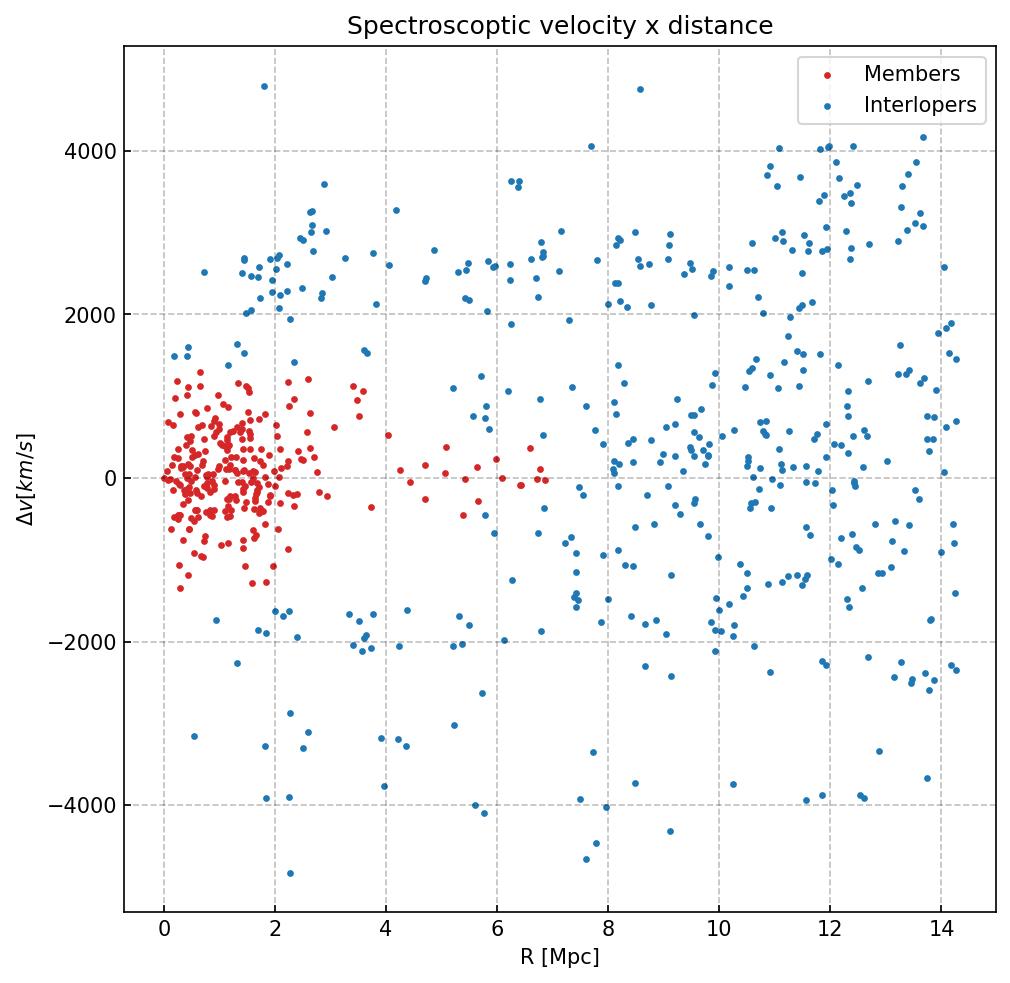 Spectroscoptic velocity x distance
Members
Interlopers
4000
2000
0
−2000
−4000
Δv[km/s]
0 2 4 6 8 10 12 14
R [Mpc]